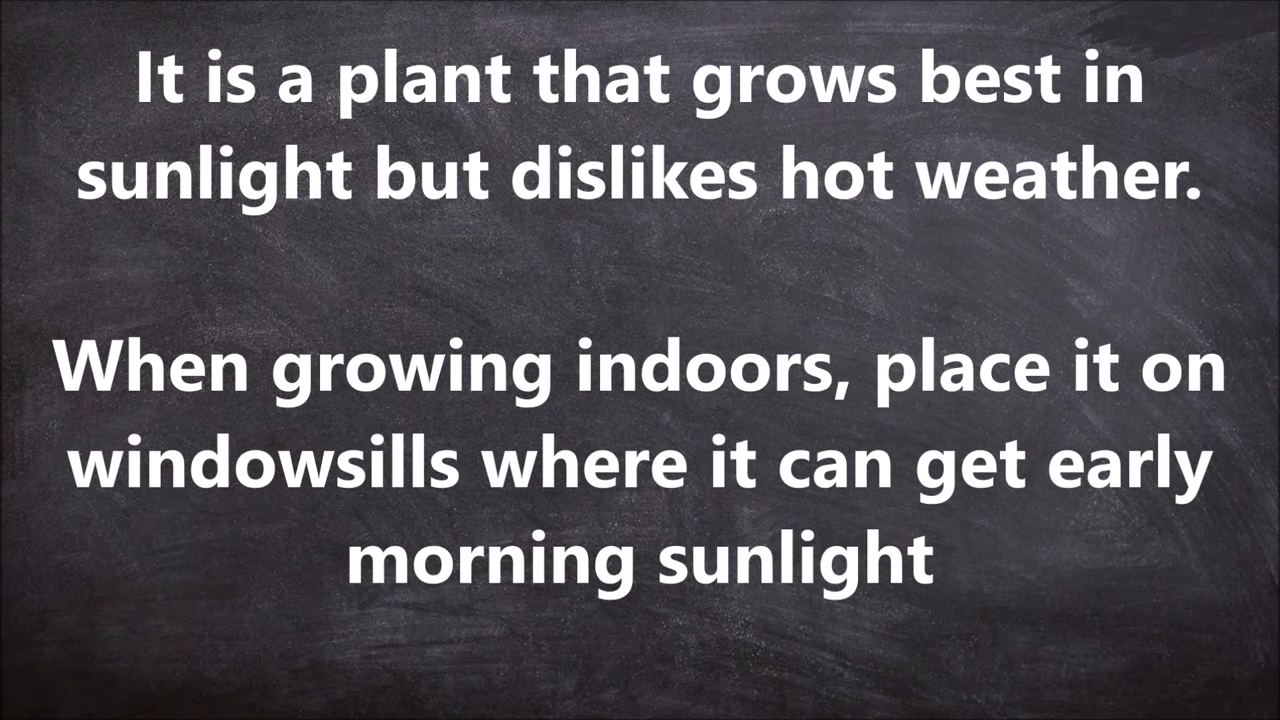 It is a plant that grows best in
sunlight but dislikes hot weather.
When growing indoors, place it on
windowsills where it can get early
morning sunlight